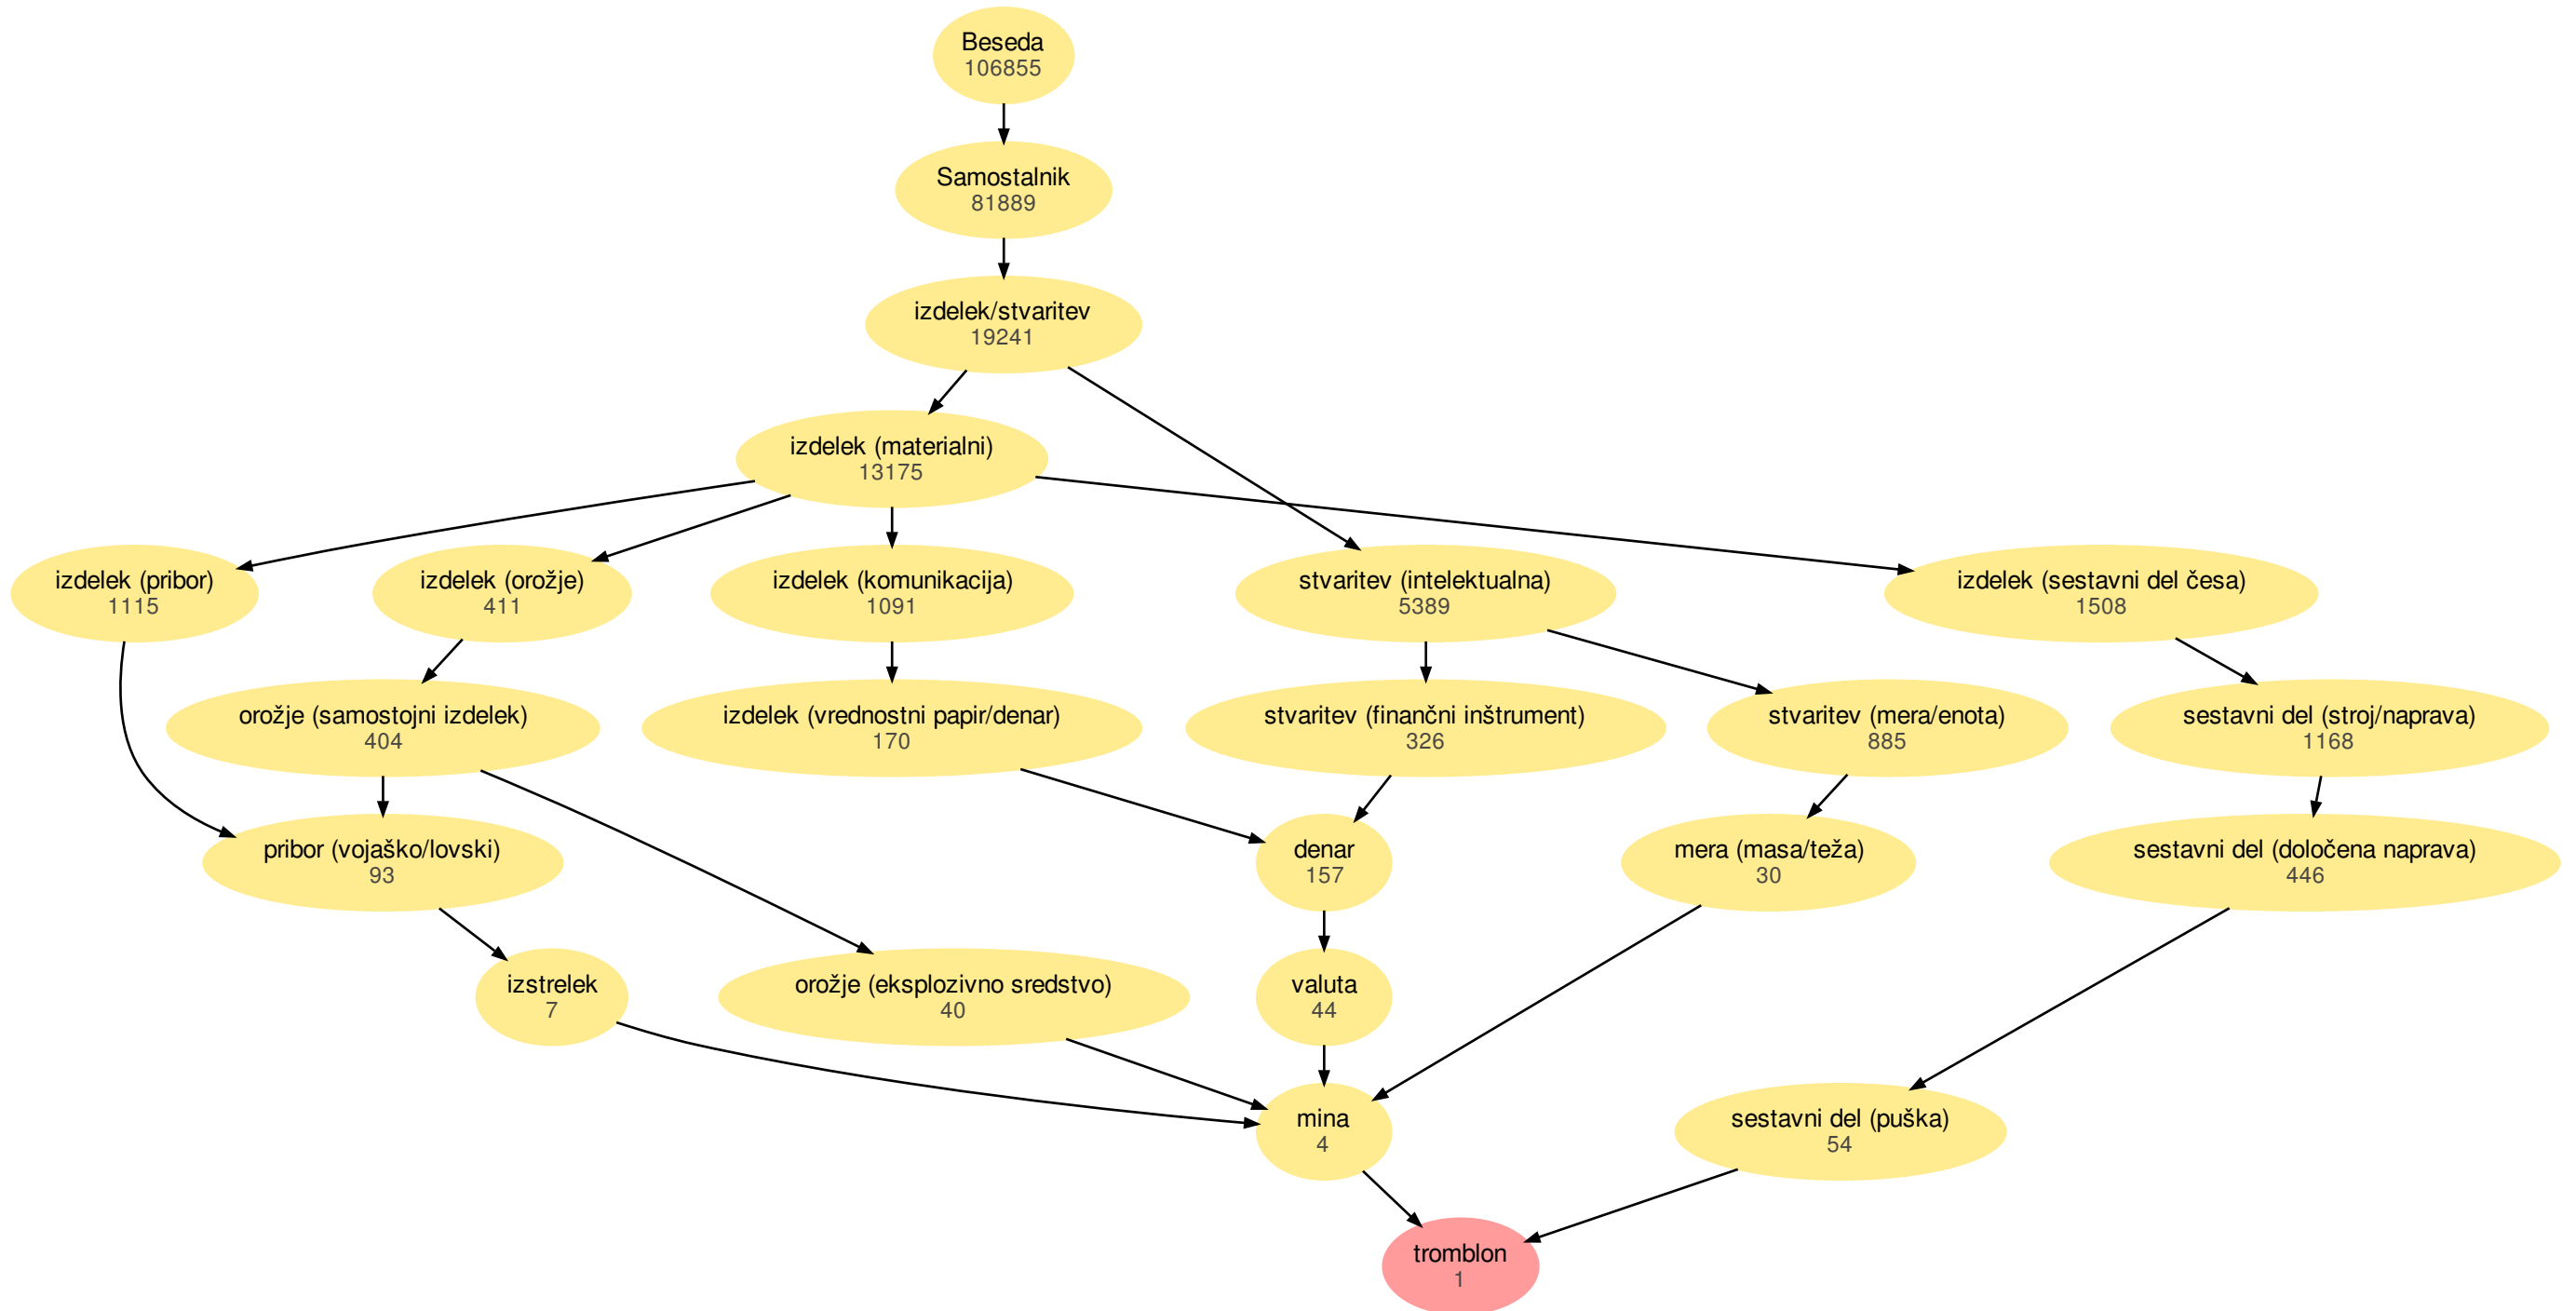 Beseda
106855
Samostalnik
81889
izdelek/stvaritev
19241
izdelek (materialni)
13175
izdelek (pribor)
1115
izdelek (orožje)
411
izdelek (komunikacija)
1091
stvaritev (intelektualna)
5389
izdelek (sestavni del česa)
1508
orožje (samostojni izdelek)
404
izdelek (vrednostni papir/denar)
170
stvaritev (finančni inštrument)
326
stvaritev (mera/enota)
885
sestavni del (stroj/naprava)
1168
pribor (vojaško/lovski)
93
denar
157
mera (masa/teža)
30
sestavni del (določena naprava)
446
izstrelek
7
orožje (eksplozivno sredstvo)
40
valuta
44
mina
4
sestavni del (puška)
54
tromblon
1